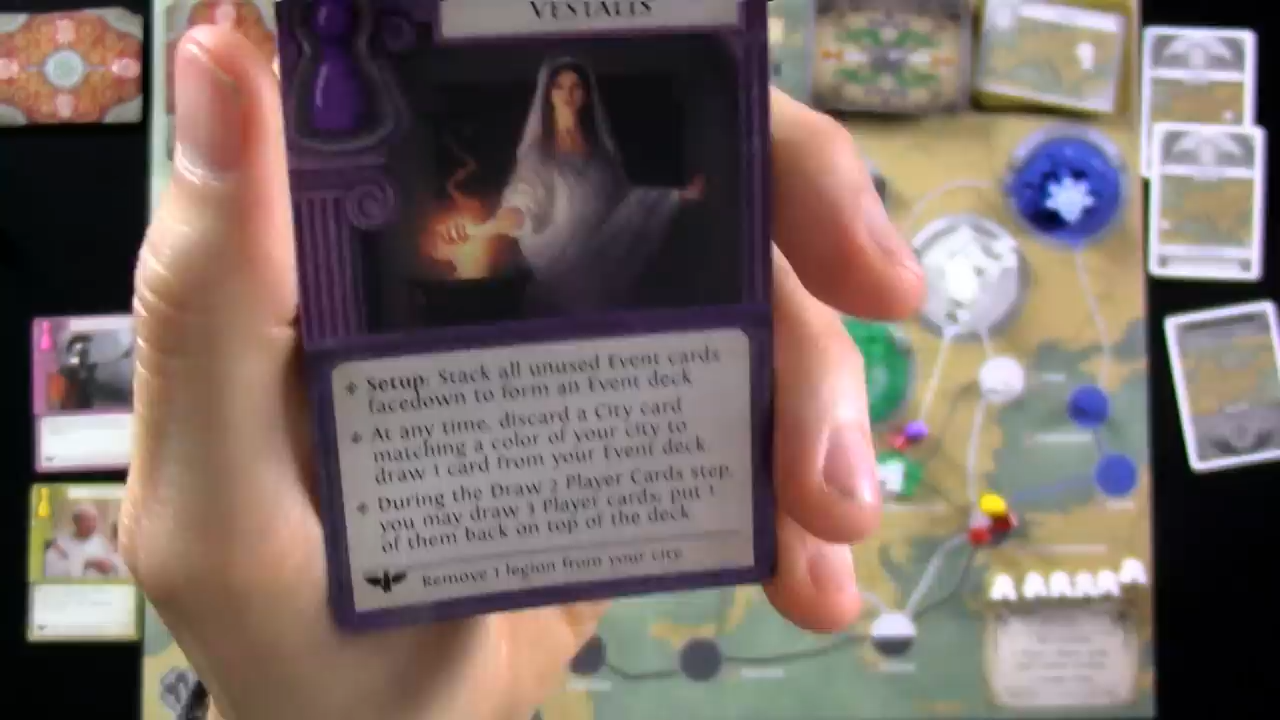 VESTALIS
Setup: Stack all unused Event cards
facedown to form an Event deck
At any time, discard a City card
matching a color of your city to
draw 1 card from your Event deck.
During the Draw 2 Player Cards step,
you may draw 3 Player cards, put 1
of them back on top of the deck
Remove 1 legion from your city